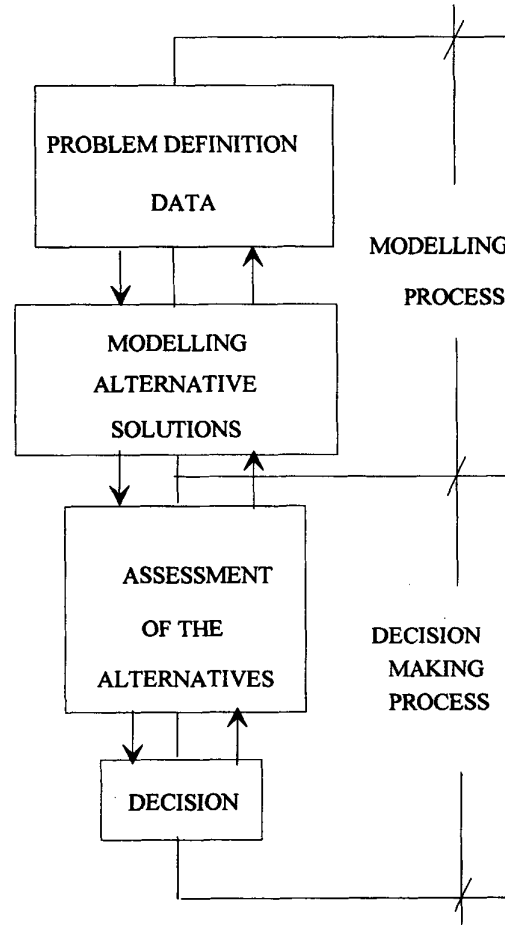 PROBLEM DEFINITION
DATA
MODELLING
PROCESS
MODELLING
ALTERNATIVE
SOLUTIONS
ASSESSMENT
OF THE
ALTERNATIVES
DECISION
MAKING
PROCESS
DECISION